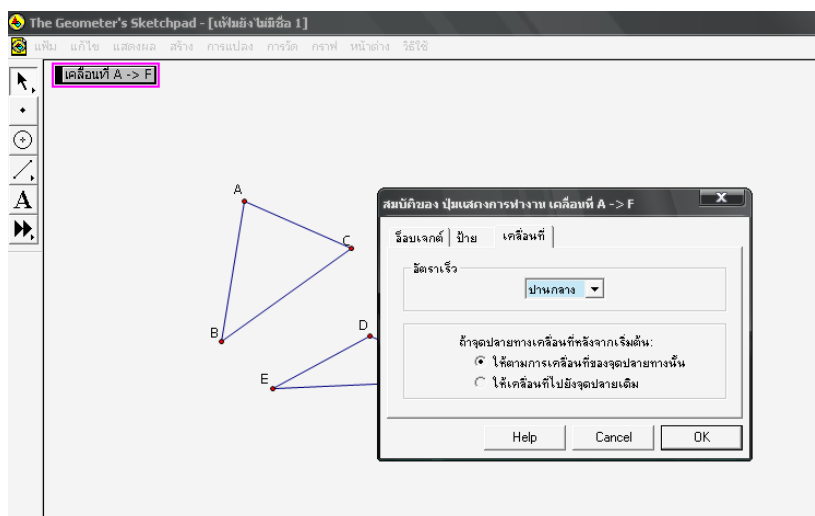 The Geometer's Sketchpad - [แฟ้มยังไม่มีชื่อ 1]
แฟ้ม แก้ไข แสดงผล สร้าง การแปลง การวัด กราฟ หน้าต่าง วิธีใช้
เคลื่อนที่ A -> F
A
C
B
D
E
A
สมบัติของ ปุ่มแสดงการทำงาน เคลื่อนที่ A -> F
X
อ็อบเจกต์ ป้าย เคลื่อนที่
อัตราเร็ว
ปานกลาง
ถ้าจุดปลายทางเคลื่อนที่หลังจากเริ่มต้น:
ให้ตามการเคลื่อนที่ของจุดปลายทางนั้น
ให้เคลื่อนที่ไปยังจุดปลายเดิม
Help Cancel OK